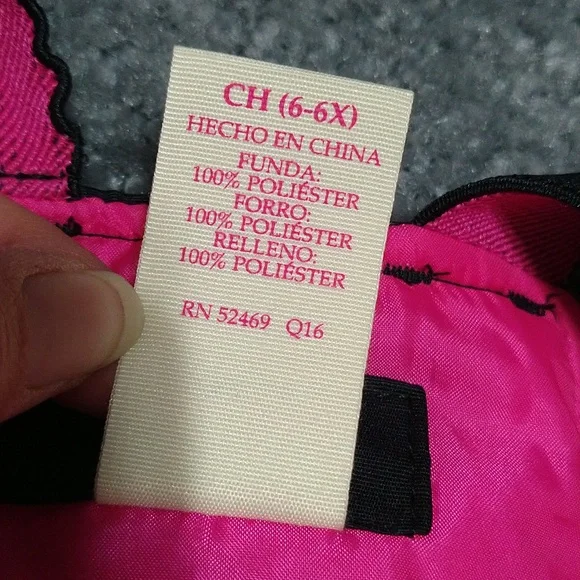 CH (6-6X)
HECHO EN CHINA
FUNDA:
100% POLIÉSTER
FORRO:
100% POLIÉSTER
RELLENO:
100% POLIÉSTER
RN 52469 Q16